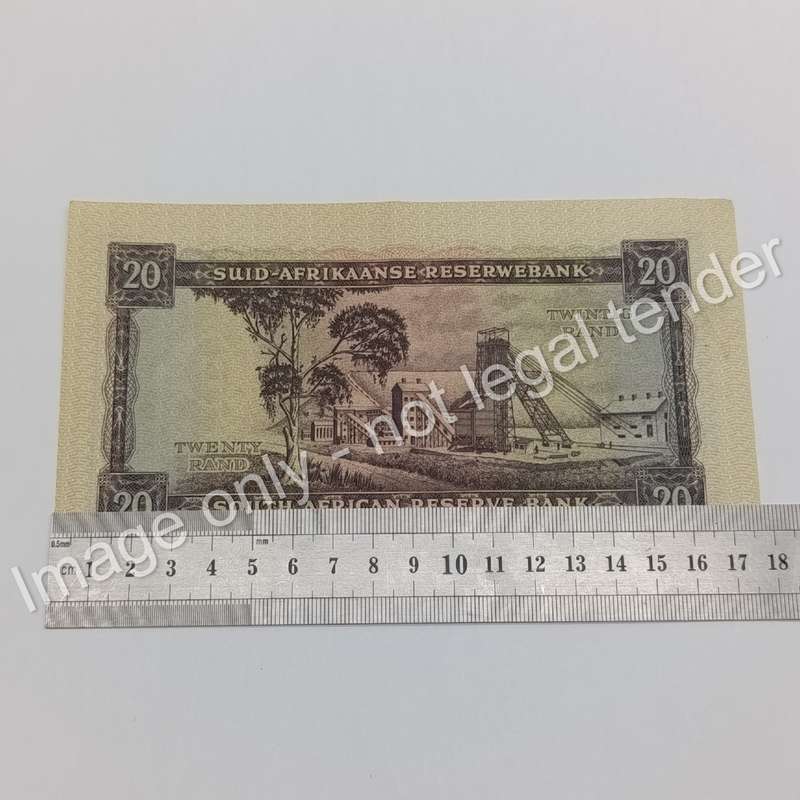 20 SUID-AFRIKAANSE RESERWEBANK 20
TWINTIG
RAND
TWENTY
RAND
20 SOUTH AFRICAN RESERVE BANK 20
Image only - not legal tender
0.5mm mm
cm 1 2 3 4 5 6 7 8 9 10 11 12 13 14 15 16 17 18